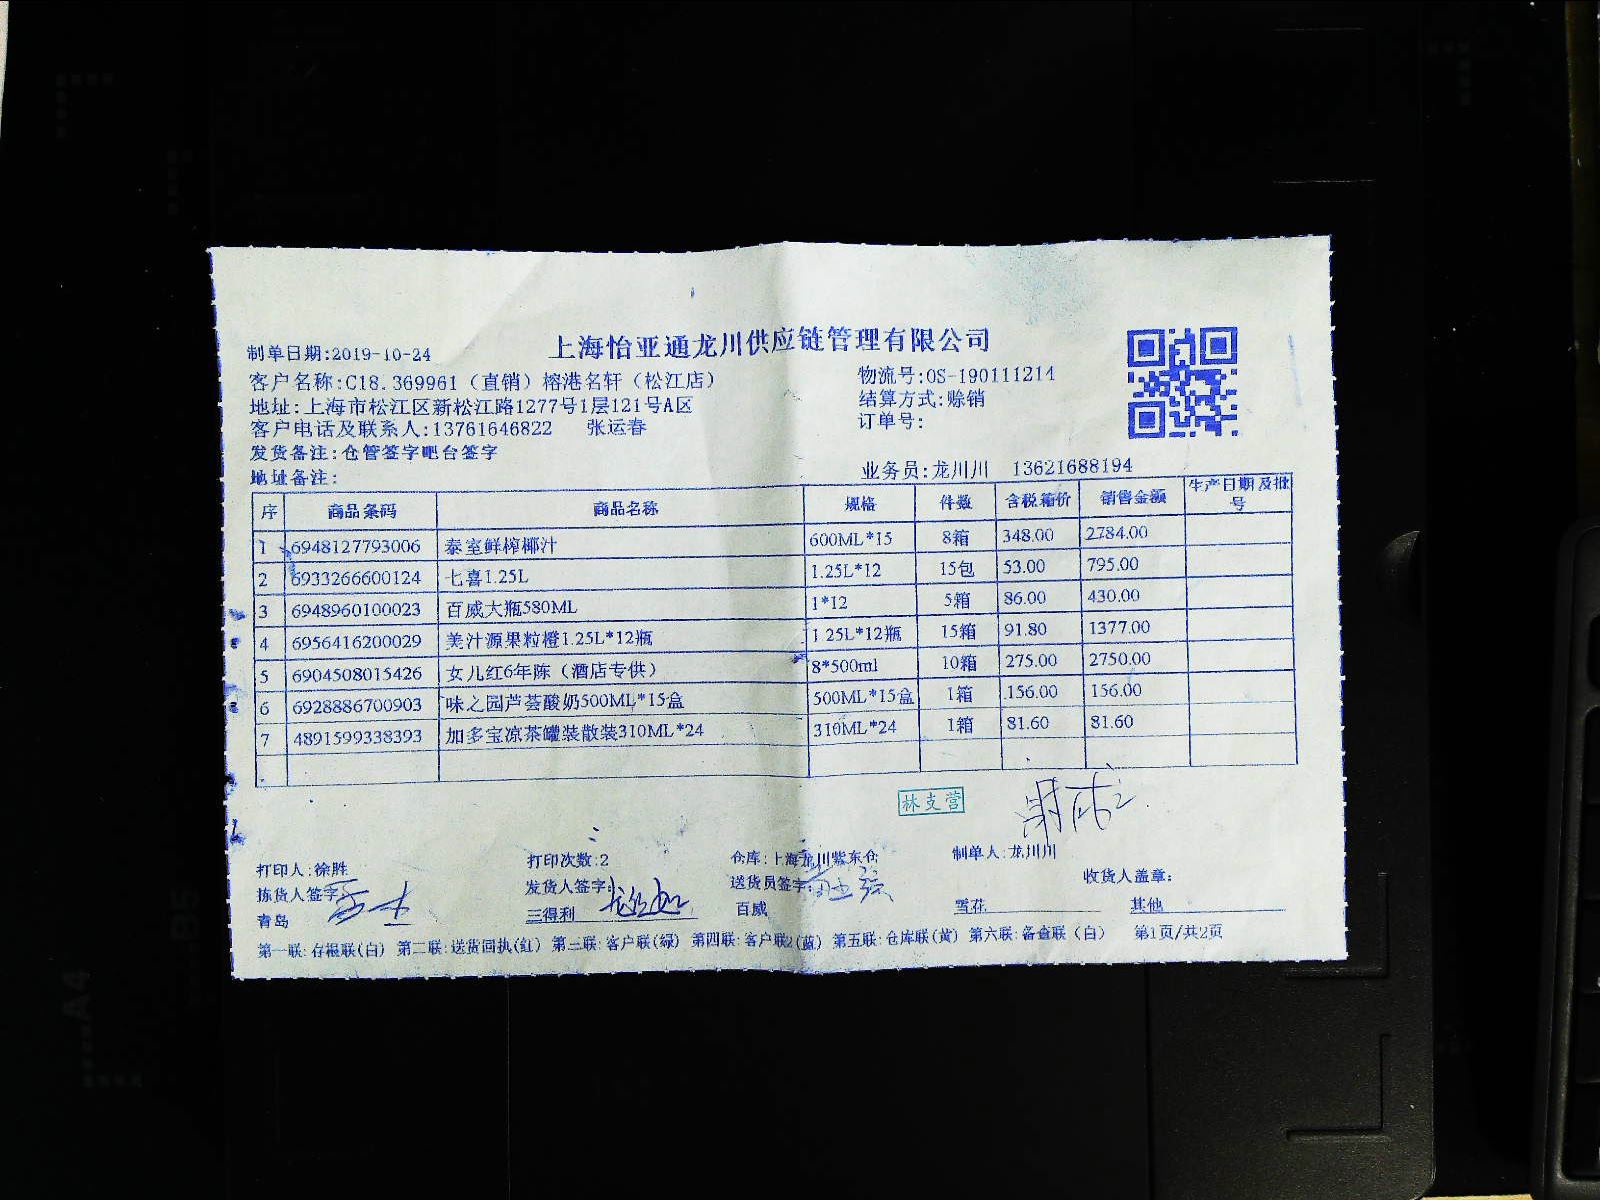 上海怡亚通龙川供应链管理有限公司
制单日期:2019-10-24
客户名称:C18.369961（直销）榕港名轩（松江店）
物流号:OS-190111214
地址:上海市松江区新松江路1277号1层121号A区
结算方式:赊销
客户电话及联系人:13761646822 张运春
订单号:
发货备注:仓管签字吧台签字
地址备注:
业务员:龙川川 13621688194
序 商品条码 商品名称 规格 件数 含税箱价 销售金额 生产日期及批号
1 6948127793006 泰室鲜榨椰汁 600ML*15 8箱 348.00 2784.00
2 6933266600124 七喜1.25L 1.25L*12 15包 53.00 795.00
3 6948960100023 百威大瓶580ML 1*12 5箱 86.00 430.00
4 6956416200029 美汁源果粒橙1.25L*12瓶 1.25L*12瓶 15箱 91.80 1377.00
5 6904508015426 女儿红6年陈（酒店专供） 8*500ml 10箱 275.00 2750.00
6 6928886700903 味之园芦荟酸奶500ML*15盒 500ML*15盒 1箱 156.00 156.00
7 4891599338393 加多宝凉茶罐装散装310ML*24 310ML*24 1箱 81.60 81.60
林支营
打印人:徐胜 打印次数:2 仓库:上海龙川紫东仓 制单人:龙川川
拣货人签字: 发货人签字: 送货员签字: 收货人盖章:
青岛 三得利 百威 雪花 其他
第一联:存根联(白) 第二联:送货回执(红) 第三联:客户联(绿) 第四联:客户联2(蓝) 第五联:仓库联(黄) 第六联:备查联（白） 第1页/共2页